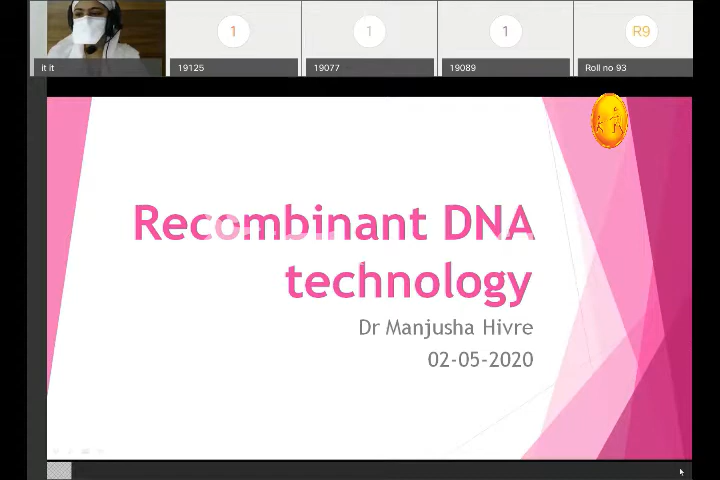 1
1
1
R9
it it
19125
19077
19089
Roll no 93
Recombinant DNA
technology
Dr Manjusha Hivre
02-05-2020